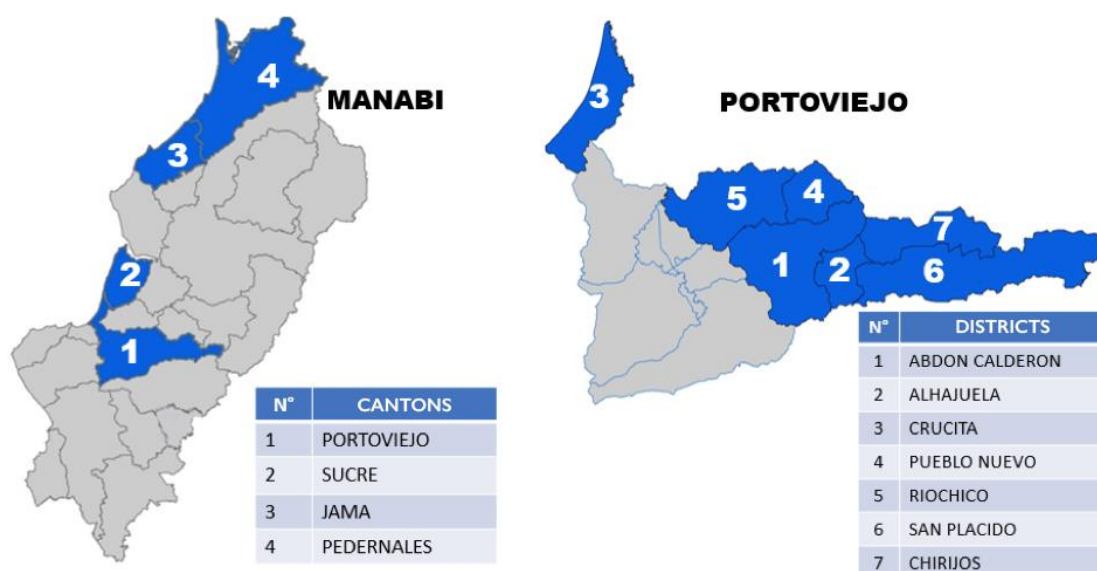 4
MANABI
3
2
1
N° CANTONS
1 PORTOVIEJO
2 SUCRE
3 JAMA
4 PEDERNALES
3
PORTOVIEJO
5
4
7
1
2
6
N° DISTRICTS
1 ABDON CALDERON
2 ALHAJUELA
3 CRUCITA
4 PUEBLO NUEVO
5 RIOCHICO
6 SAN PLACIDO
7 CHIRIJOS